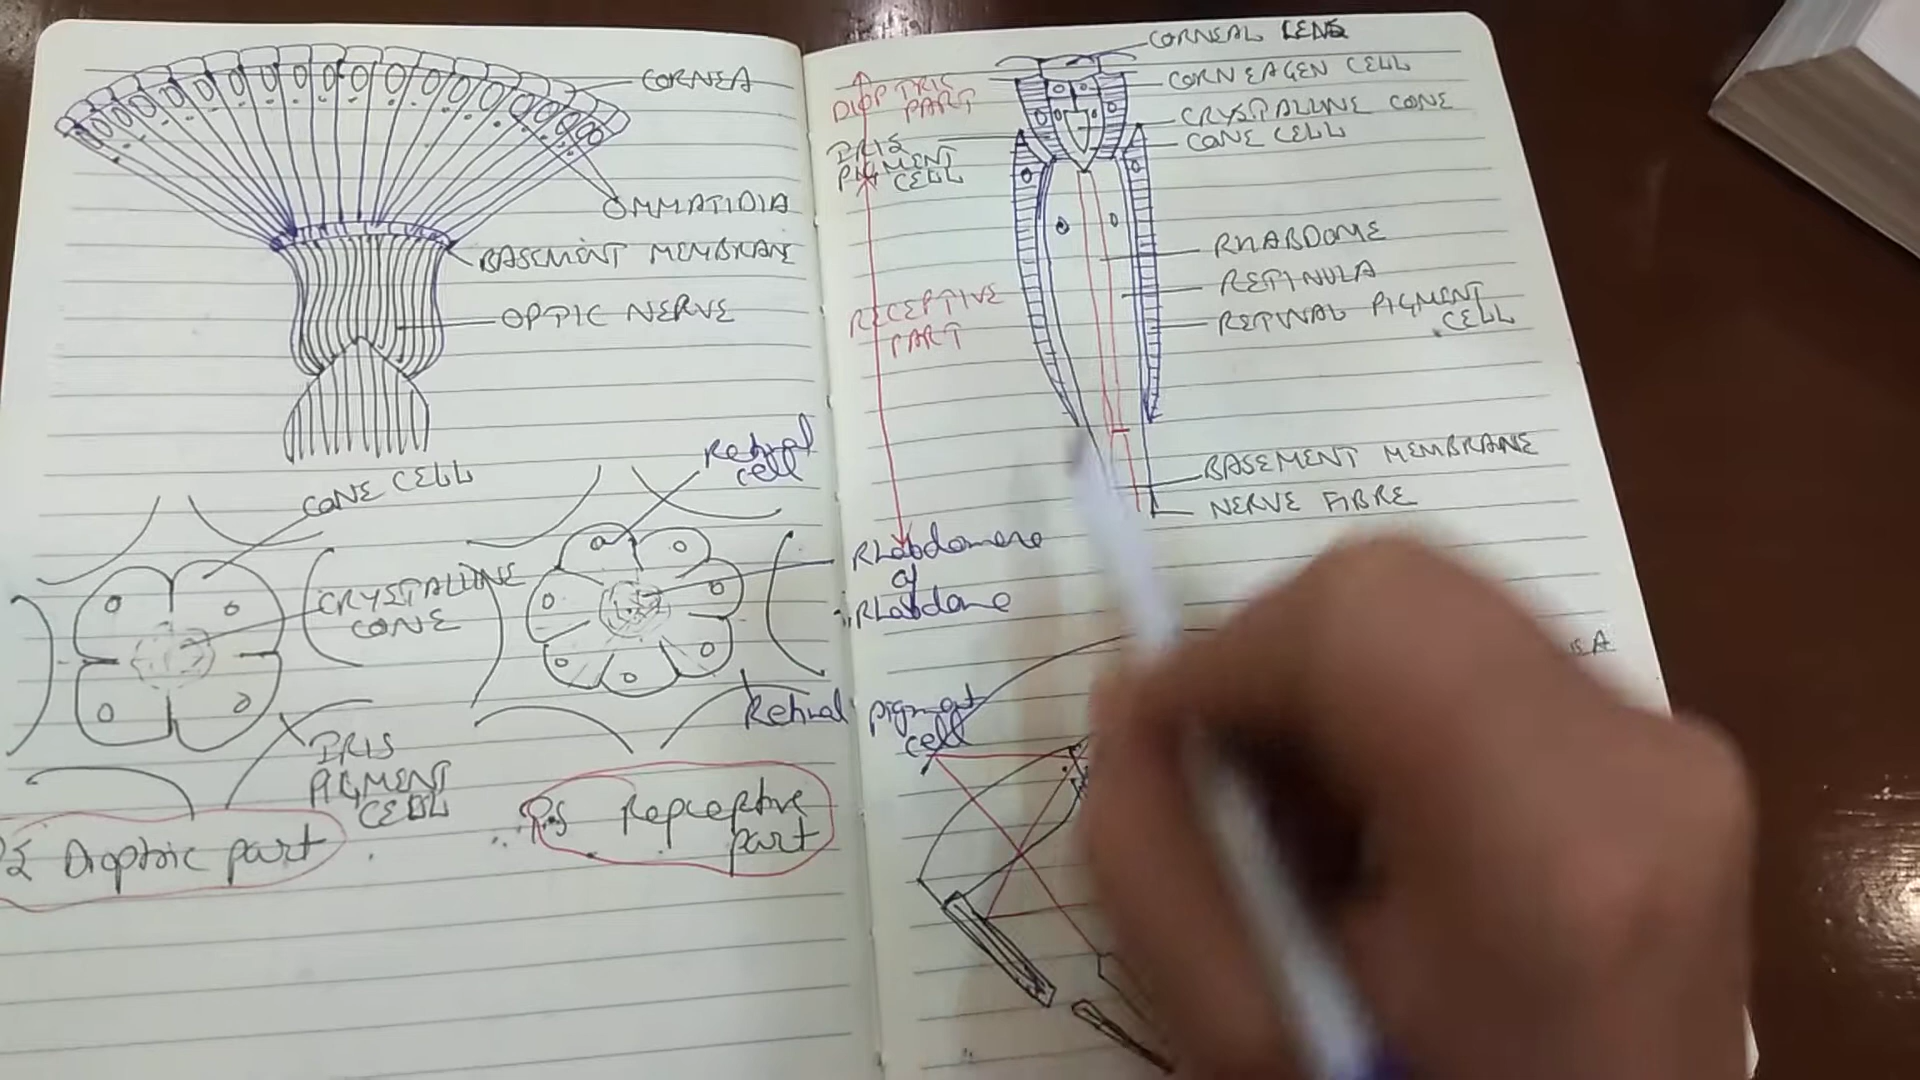 CORNEA
OMMATIDIA
BASEMENT MEMBRANE
OPTIC NERVE
CONE CELL
Retinal
cell
CRYSTALLINE
CONE
IRIS
PIGMENT
CELL
Rhabdomere
of
Rhabdome
Retinal pigment
cell
Dioptric part
Repceptive
part
CORNEAL LENS
CORNEAGEN CELL
CRYSTALLINE CONE
CONE CELL
DIOPTRIS
PART
IRIS
PIGMENT
CELL
RHABDOME
RETINULA
RETINAL PIGMENT
CELL
RECEPTIVE
PART
BASEMENT MEMBRANE
NERVE FIBRE